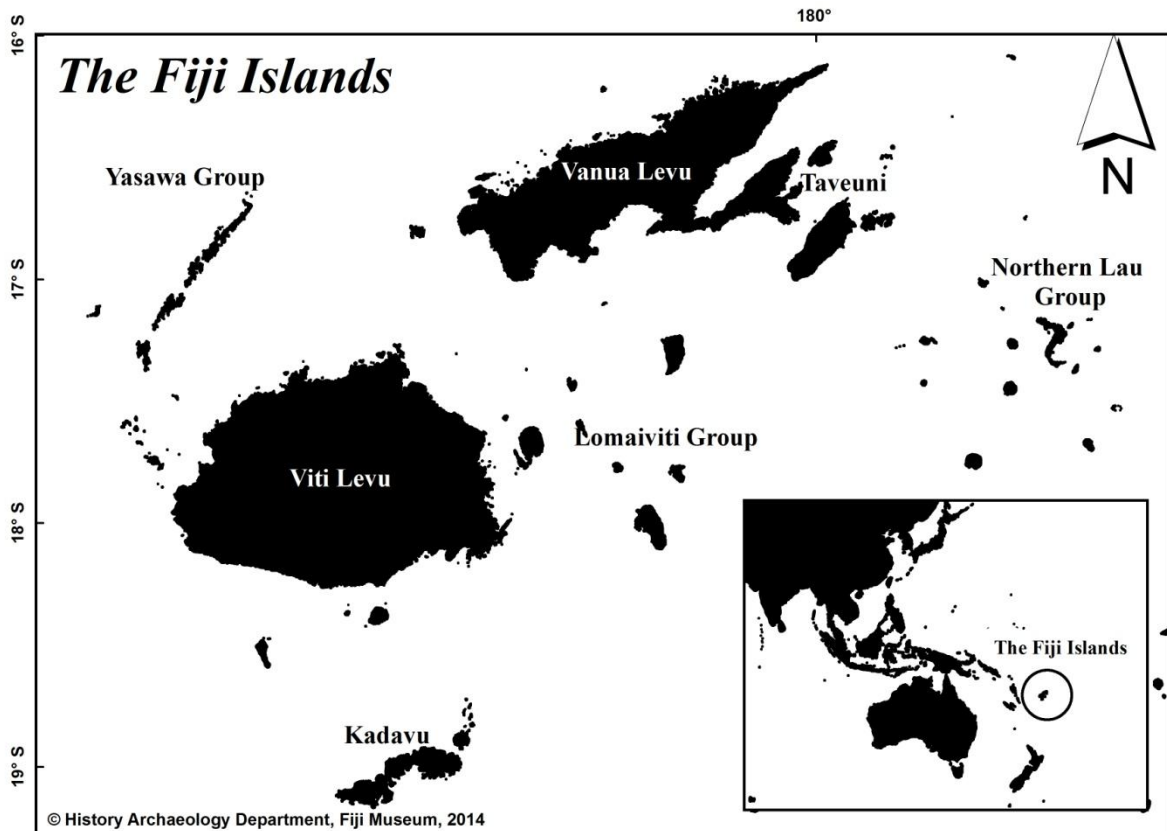 180°
16° S
The Fiji Islands
Yasawa Group
Vanua Levu
Taveuni
N
17° S
Northern Lau
Group
Lomaiviti Group
Viti Levu
18° S
The Fiji Islands
Kadavu
19° S
© History Archaeology Department, Fiji Museum, 2014